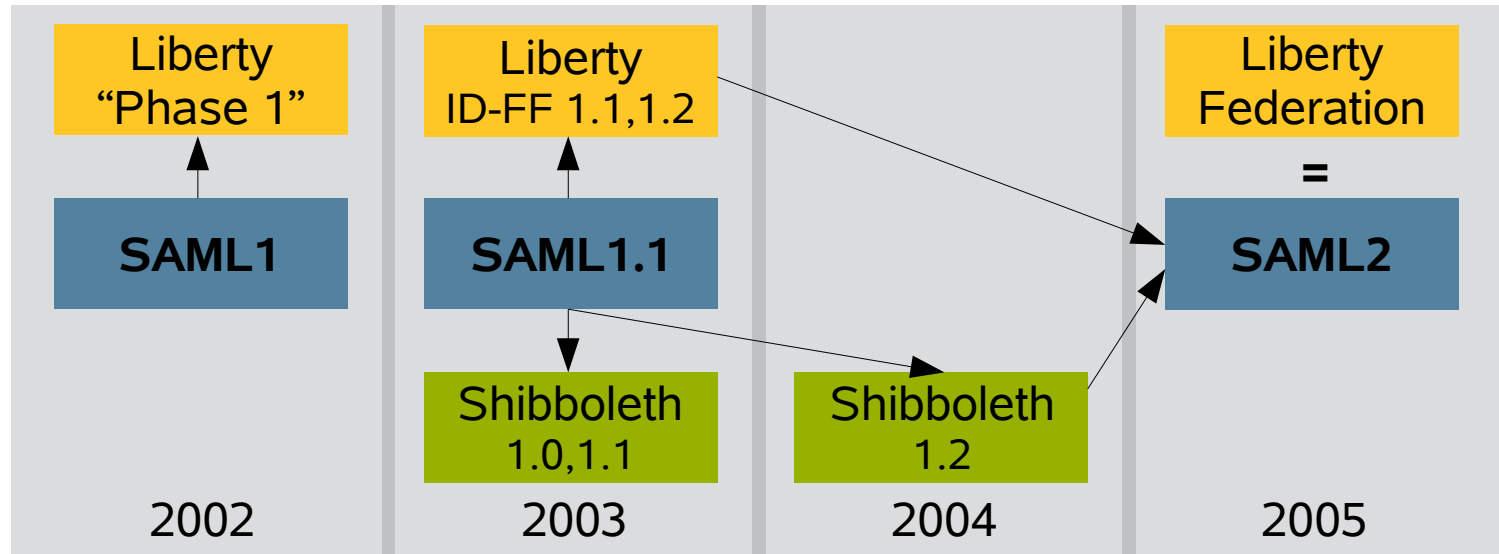 Liberty
“Phase 1”
SAML1
2002
Liberty
ID-FF 1.1,1.2
SAML1.1
Shibboleth
1.0,1.1
2003
Shibboleth
1.2
2004
Liberty
Federation
=
SAML2
2005